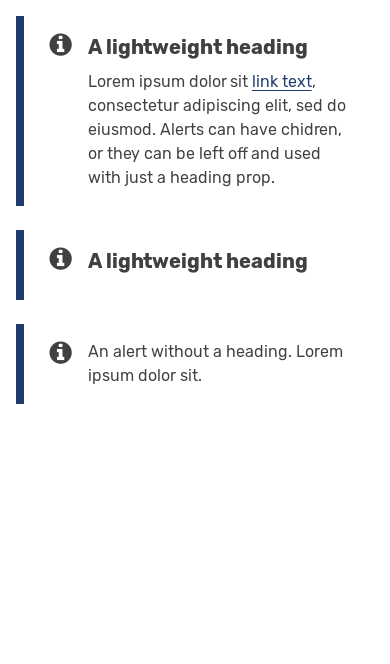 A lightweight heading
Lorem ipsum dolor sit link text,
consectetur adipiscing elit, sed do
eiusmod. Alerts can have chidren,
or they can be left off and used
with just a heading prop.
A lightweight heading
An alert without a heading. Lorem
ipsum dolor sit.